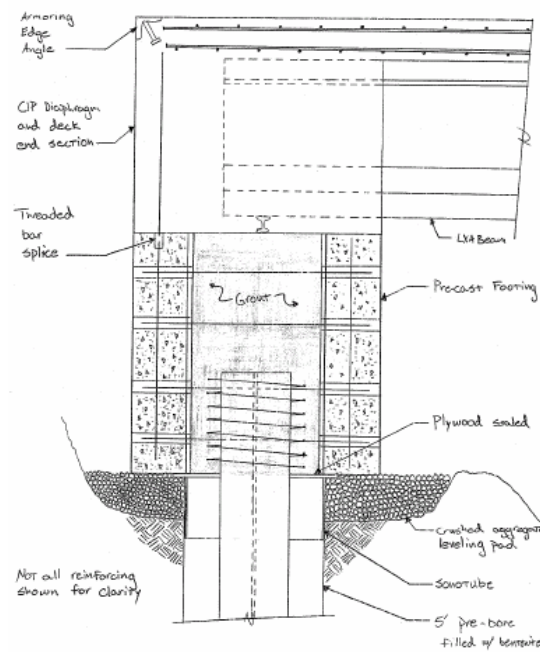 Armoring
Edge
Angle
CIP Diaphragm
and deck
end section
Threaded
bar
splice
LXA Beam
Grout
Pre-cast Footing
Plywood sealed
crushed aggregate
leveling pad
Not all reinforcing
shown for clarity
Sonotube
5' pre-bore
filled w/ bentonite